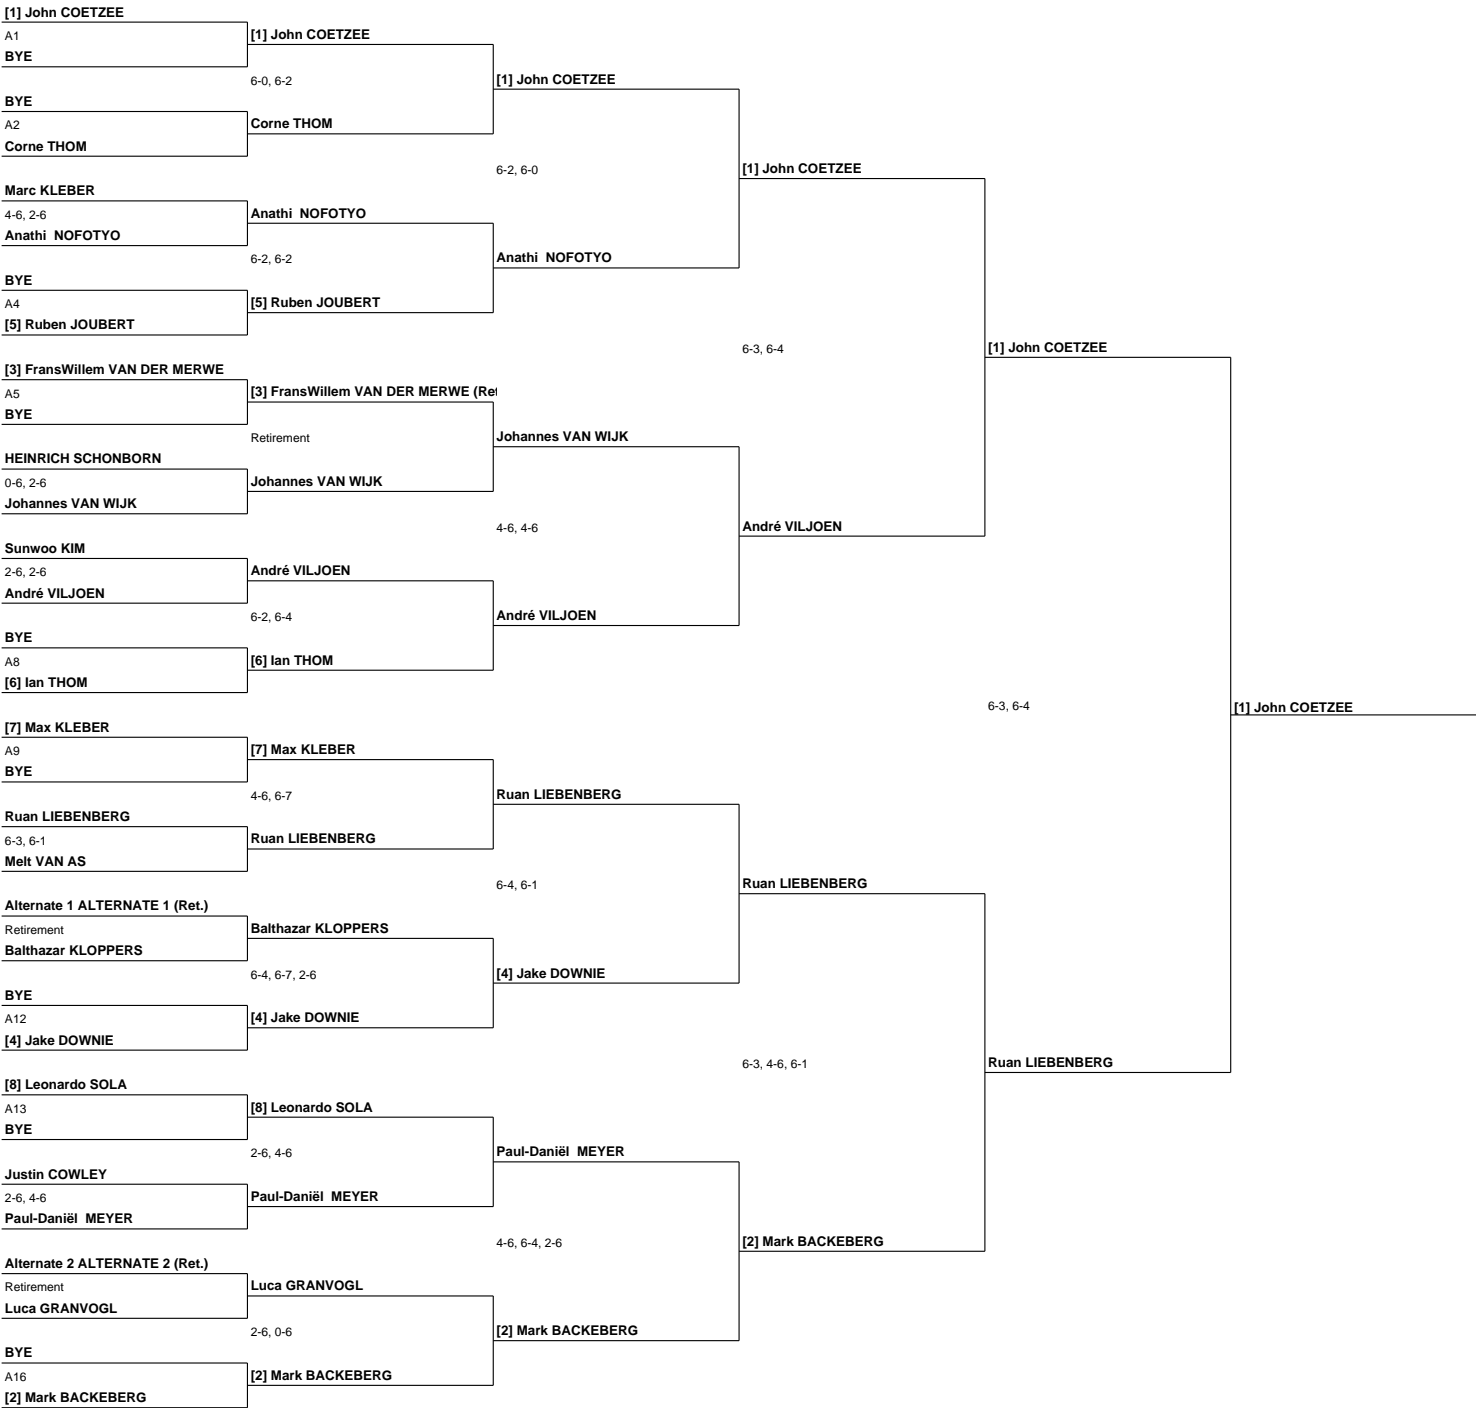 [1] John COETZEE
A1
BYE
BYE
A2
Corne THOM
Marc KLEBER
4-6, 2-6
Anathi  NOFOTYO
BYE
A4
[5] Ruben JOUBERT
[3] FransWillem VAN DER MERWE
A5
BYE
HEINRICH SCHONBORN
0-6, 2-6
Johannes VAN WIJK
Sunwoo KIM
2-6, 2-6
André VILJOEN
BYE
A8
[6] Ian THOM
[7] Max KLEBER
A9
BYE
Ruan LIEBENBERG
6-3, 6-1
Melt VAN AS
Alternate 1 ALTERNATE 1 (Ret.)
Retirement
Balthazar KLOPPERS
BYE
A12
[4] Jake DOWNIE
[8] Leonardo SOLA
A13
BYE
Justin COWLEY
2-6, 4-6
Paul-Daniël  MEYER
Alternate 2 ALTERNATE 2 (Ret.)
Retirement
Luca GRANVOGL
BYE
A16
[2] Mark BACKEBERG
[1] John COETZEE
6-0, 6-2
Corne THOM
Anathi  NOFOTYO
6-2, 6-2
[5] Ruben JOUBERT
[3] FransWillem VAN DER MERWE (Ret
Retirement
Johannes VAN WIJK
André VILJOEN
6-2, 6-4
[6] Ian THOM
[7] Max KLEBER
4-6, 6-7
Ruan LIEBENBERG
Balthazar KLOPPERS
6-4, 6-7, 2-6
[4] Jake DOWNIE
[8] Leonardo SOLA
2-6, 4-6
Paul-Daniël  MEYER
Luca GRANVOGL
2-6, 0-6
[2] Mark BACKEBERG
[1] John COETZEE
6-2, 6-0
Anathi  NOFOTYO
Johannes VAN WIJK
4-6, 4-6
André VILJOEN
Ruan LIEBENBERG
6-4, 6-1
[4] Jake DOWNIE
Paul-Daniël  MEYER
4-6, 6-4, 2-6
[2] Mark BACKEBERG
[1] John COETZEE
6-3, 6-4
André VILJOEN
Ruan LIEBENBERG
6-3, 4-6, 6-1
[2] Mark BACKEBERG
[1] John COETZEE
6-3, 6-4
Ruan LIEBENBERG
[1] John COETZEE